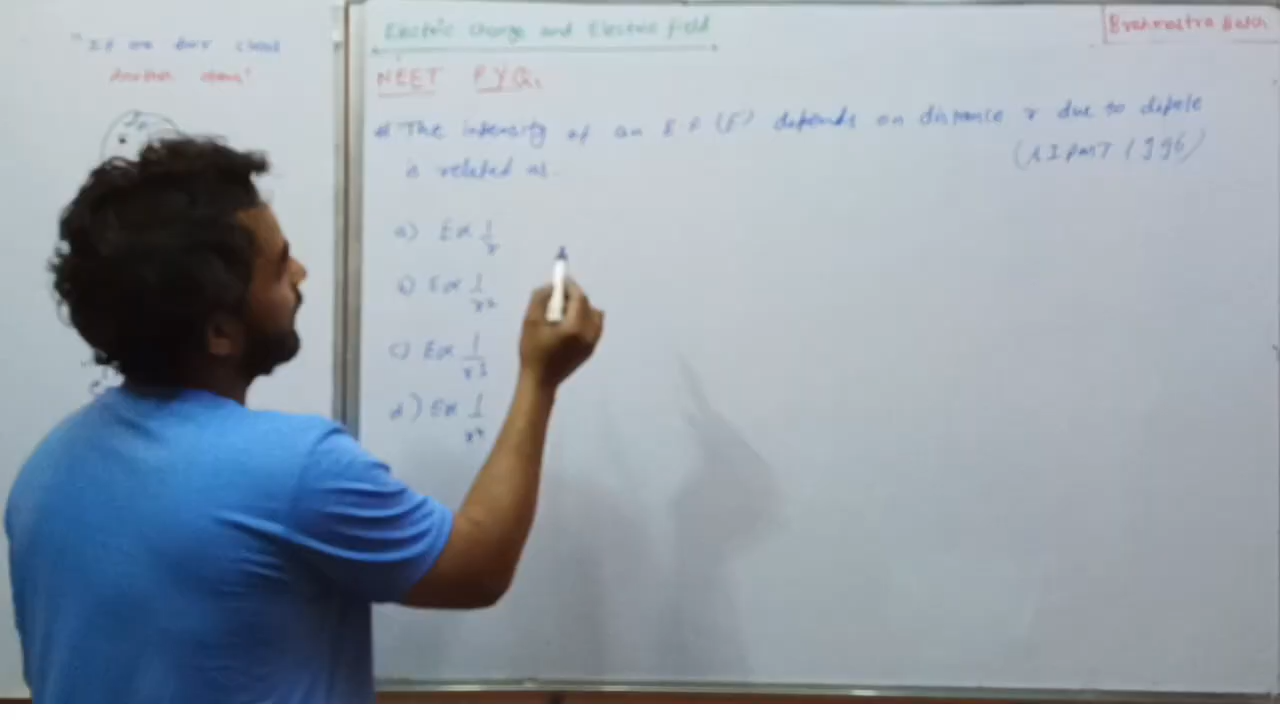 Electric Charge and Electric field
Brahmastra Batch
NEET PYQs
The intensity of an E.F (E) depends on distance r due to dipole
is related as. (AIPMT 1996)
a) E∝ 1/r
b) E∝ 1/r²
c) E∝ 1/r³
d) E∝ 1/r⁴